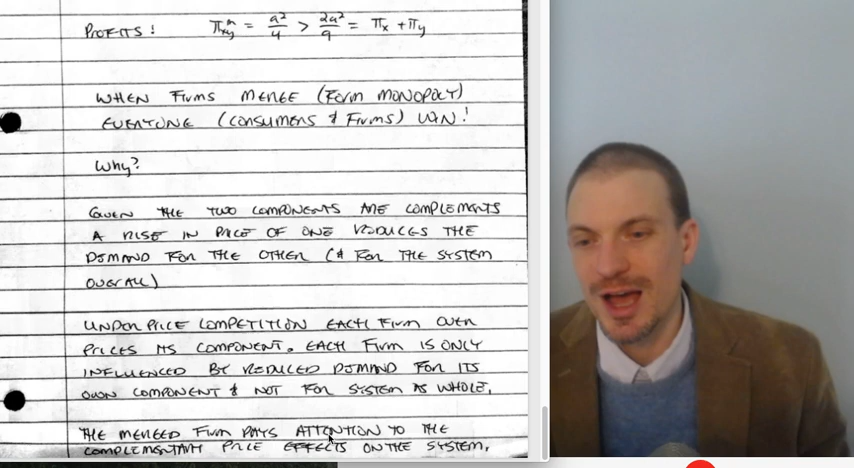 PROFITS! πᵐxy = a²/4 > 2a²/9 = πx + πy
WHEN FIRMS MERGE (FORM MONOPOLY)
EVERYONE (CONSUMERS & FIRMS) WIN!
WHY?
GIVEN THE TWO COMPONENTS ARE COMPLEMENTS
A RISE IN PRICE OF ONE REDUCES THE
DEMAND FOR THE OTHER (& FOR THE SYSTEM
OVERALL)
UNDER PRICE COMPETITION EACH FIRM OVER
PRICES ITS COMPONENT. EACH FIRM IS ONLY
INFLUENCED BY REDUCED DEMAND FOR ITS
OWN COMPONENT & NOT FOR SYSTEM AS WHOLE.
THE MERGED FIRM PAYS ATTENTION TO THE
COMPLEMENTARY PRICE EFFECTS ON THE SYSTEM.